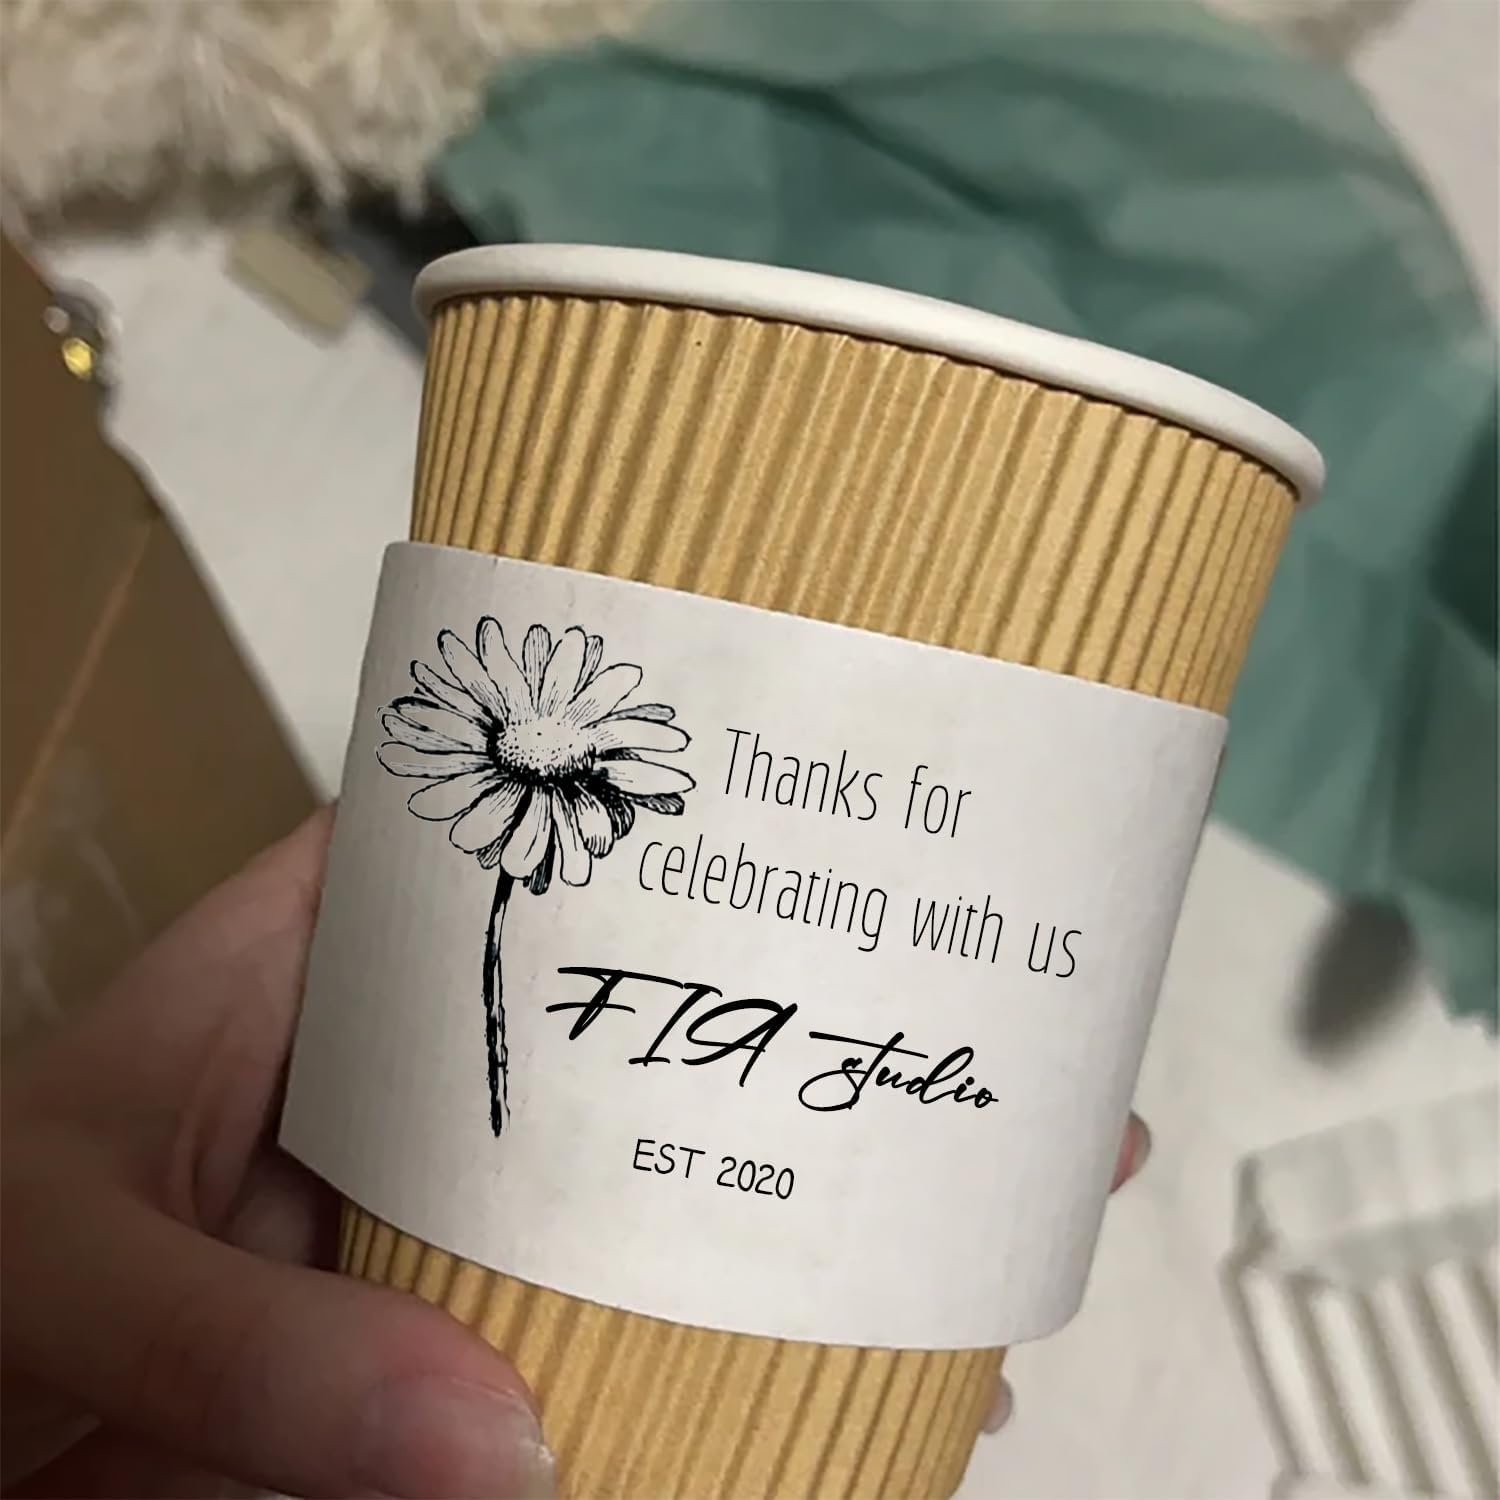 Thanks for
celebrating with us
FIA studio
EST 2020